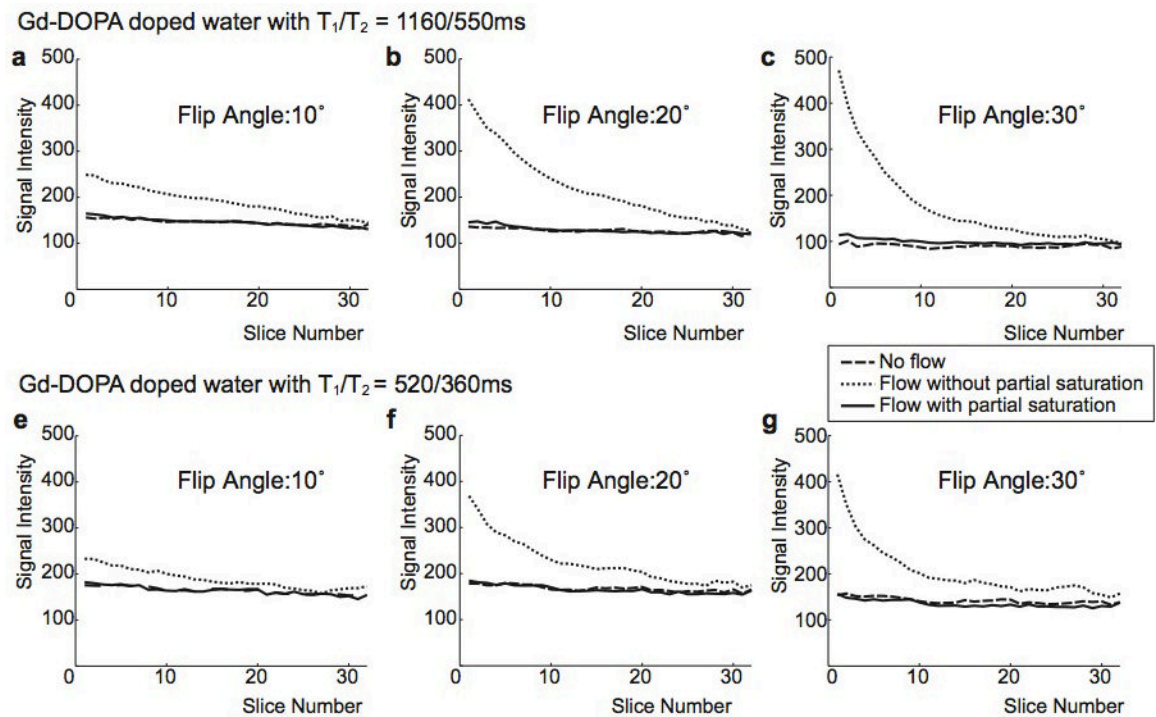 Gd-DOPA doped water with T₁/T₂ = 1160/550ms
a
500
400
300
200
100
0
10
20
30
Signal Intensity
Flip Angle:10˚
Slice Number
b
500
400
300
200
100
0
10
20
30
Signal Intensity
Flip Angle:20˚
Slice Number
c
500
400
300
200
100
0
10
20
30
Signal Intensity
Flip Angle:30˚
Slice Number
No flow
Flow without partial saturation
Flow with partial saturation
Gd-DOPA doped water with T₁/T₂ = 520/360ms
e
500
400
300
200
100
0
10
20
30
Signal Intensity
Flip Angle:10˚
Slice Number
f
500
400
300
200
100
0
10
20
30
Signal Intensity
Flip Angle:20˚
Slice Number
g
500
400
300
200
100
0
10
20
30
Signal Intensity
Flip Angle:30˚
Slice Number